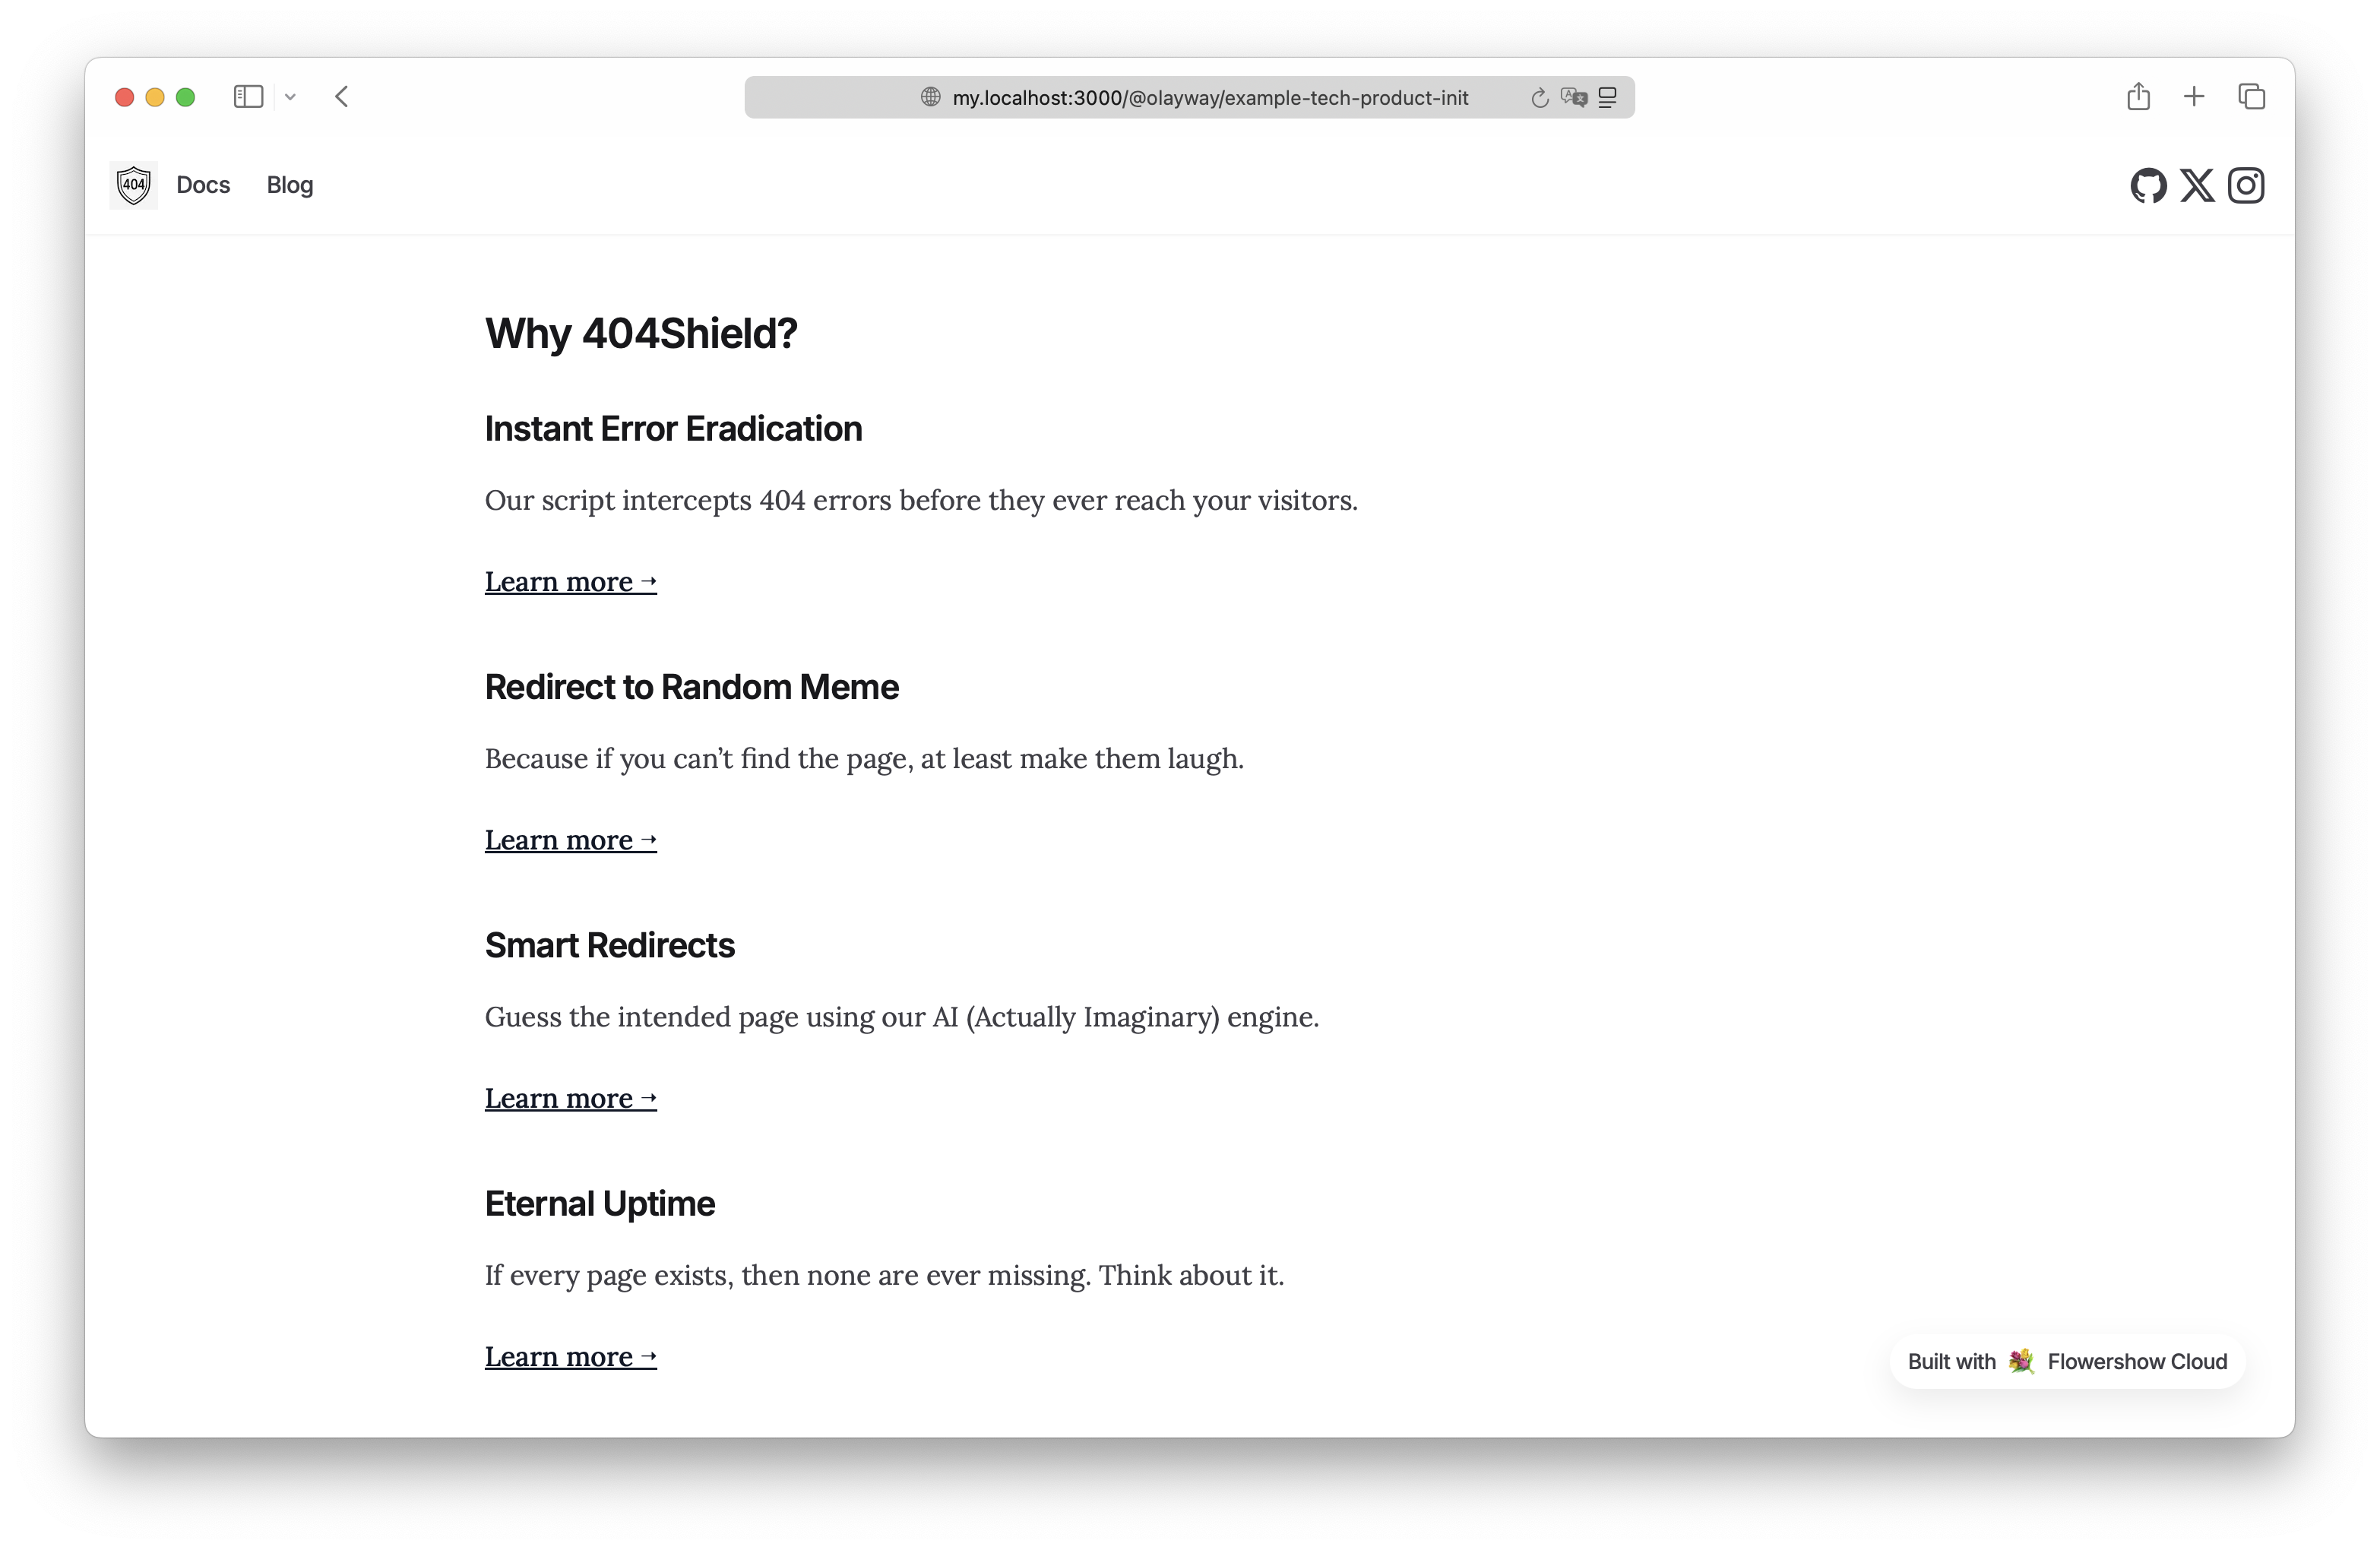 my.localhost:3000/@olayway/example-tech-product-init
404
Docs
Blog
Why 404Shield?
Instant Error Eradication
Our script intercepts 404 errors before they ever reach your visitors.
Learn more →
Redirect to Random Meme
Because if you can’t find the page, at least make them laugh.
Learn more →
Smart Redirects
Guess the intended page using our AI (Actually Imaginary) engine.
Learn more →
Eternal Uptime
If every page exists, then none are ever missing. Think about it.
Learn more →
Built with 💐 Flowershow Cloud